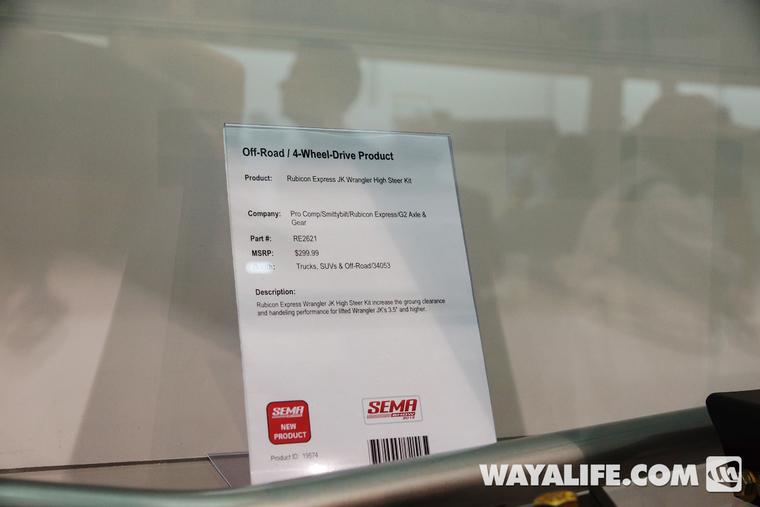 Off-Road / 4-Wheel-Drive Product
Product: Rubicon Express JK Wrangler High Steer Kit
Company: Pro Comp/Smittybilt/Rubicon Express/G2 Axle &
Gear
Part #: RE2621
MSRP: $299.99
Trucks, SUVs & Off-Road/34053
Description:
Rubicon Express Wrangler JK High Steer Kit increase the groung clearance
and handeling performance for lifted Wrangler JK's 3.5" and higher.
SEMA
NEW
PRODUCT
SEMA
SHOW
Product ID: 19574
WAYALIFE.COM